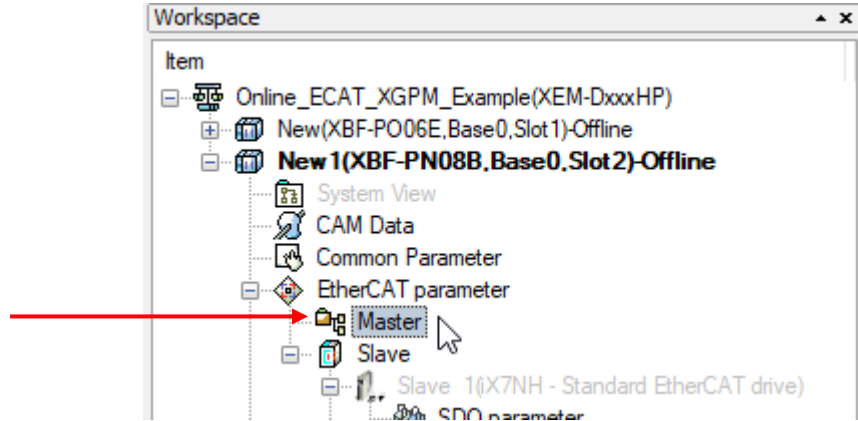 Workspace
Item
Online_ECAT_XGPM_Example(XEM-DxxxHP)
New(XBF-PO06E,Base0,Slot1)-Offline
New1(XBF-PN08B,Base0,Slot2)-Offline
System View
CAM Data
Common Parameter
EtherCAT parameter
Master
Slave
Slave 1(iX7NH - Standard EtherCAT drive)
SDO parameter